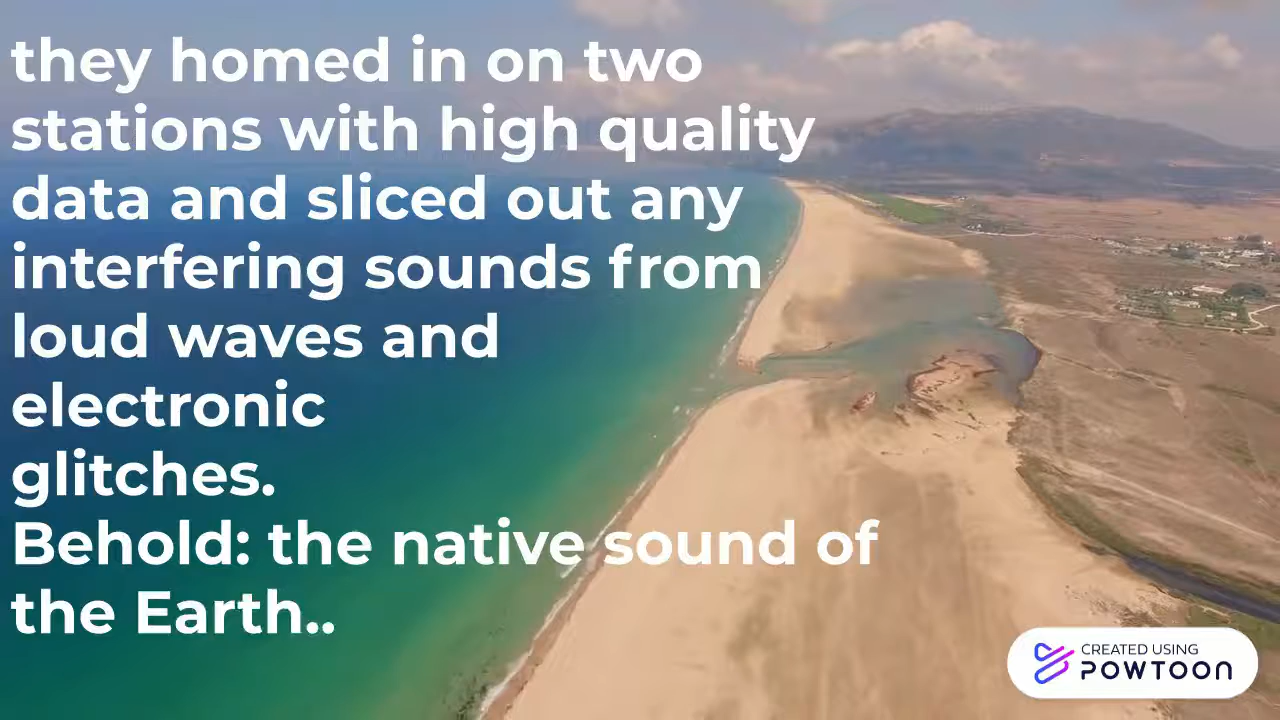 they homed in on two
stations with high quality
data and sliced out any
interfering sounds from
loud waves and
electronic
glitches.
Behold: the native sound of
the Earth..
CREATED USING
POWTOON